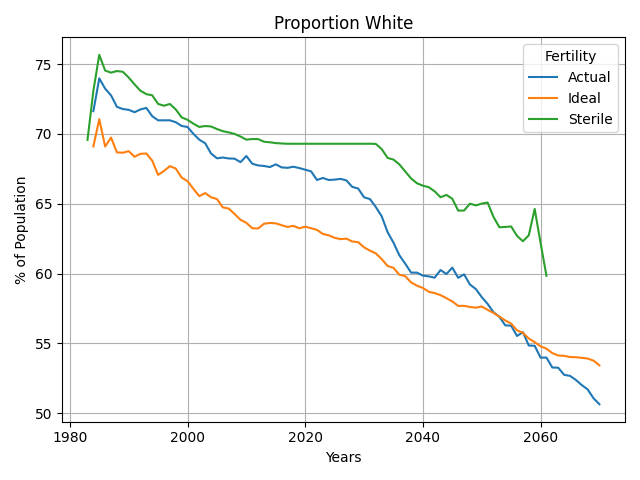 Proportion White
% of Population
75
70
65
60
55
50
1980
2000
2020
2040
2060
Years
Fertility
Actual
Ideal
Sterile